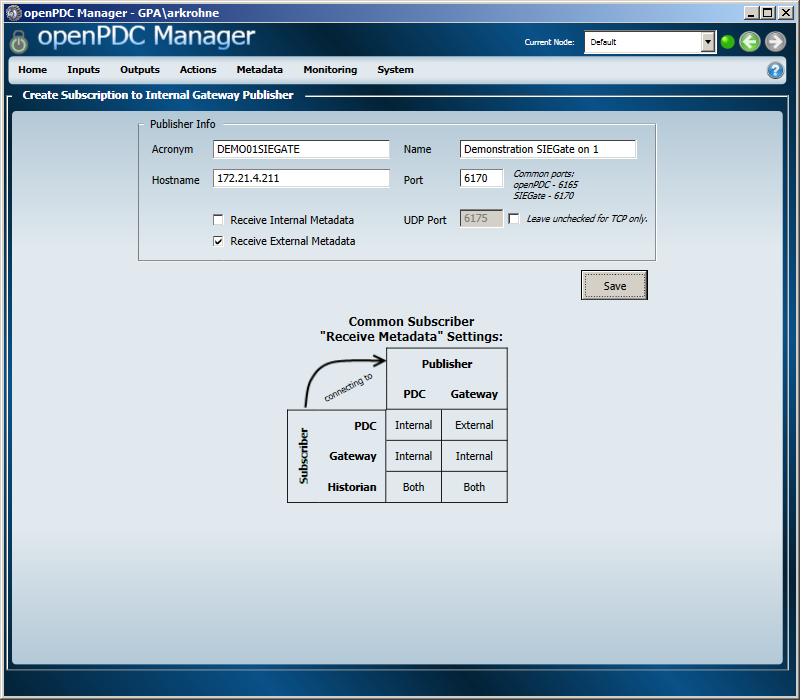 openPDC Manager - GPA\arkrohne
openPDC Manager
Current Node: Default
Home Inputs Outputs Actions Metadata Monitoring System
?
Create Subscription to Internal Gateway Publisher
Publisher Info
Acronym DEMO01SIEGATE Name Demonstration SIEGate on 1
Hostname 172.21.4.211 Port 6170
Common ports:
openPDC - 6165
SIEGate - 6170
Receive Internal Metadata UDP Port 6175 Leave unchecked for TCP only.
Receive External Metadata
Save
Common Subscriber
"Receive Metadata" Settings:
connecting to
Publisher
PDC Gateway
Subscriber
PDC Internal External
Gateway Internal Internal
Historian Both Both